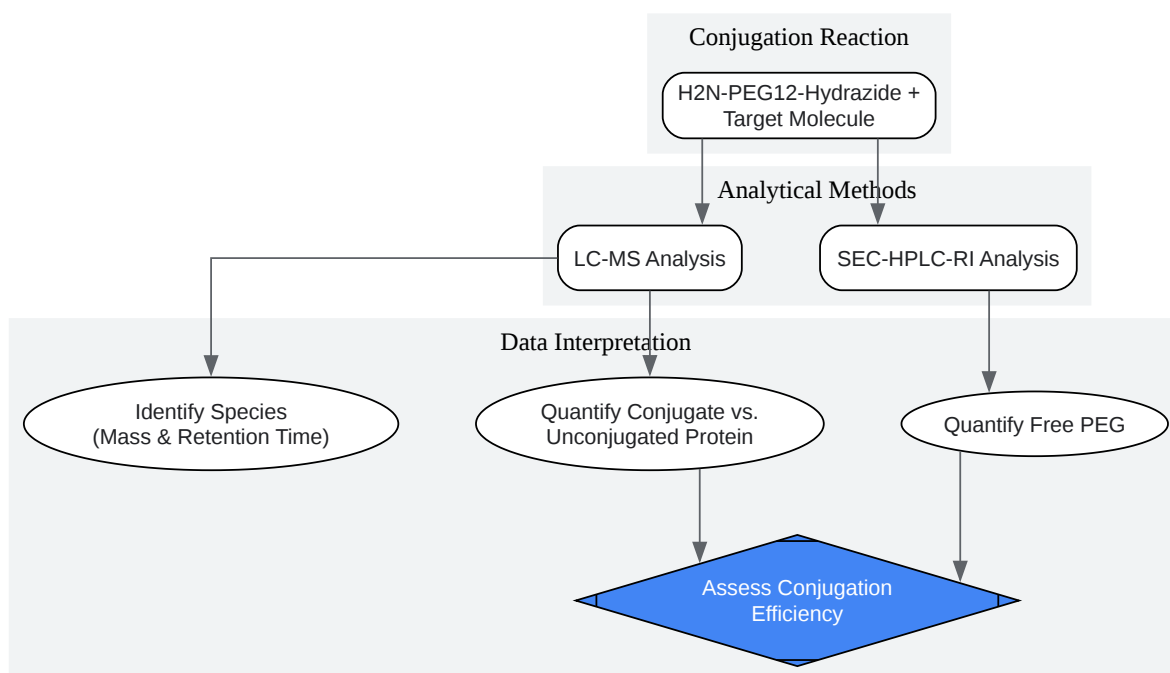 Conjugation Reaction
H2N-PEG12-Hydrazide +
Target Molecule
Analytical Methods
LC-MS Analysis
SEC-HPLC-RI Analysis
Data Interpretation
Identify Species
(Mass & Retention Time)
Quantify Conjugate vs.
Unconjugated Protein
Quantify Free PEG
Assess Conjugation
Efficiency